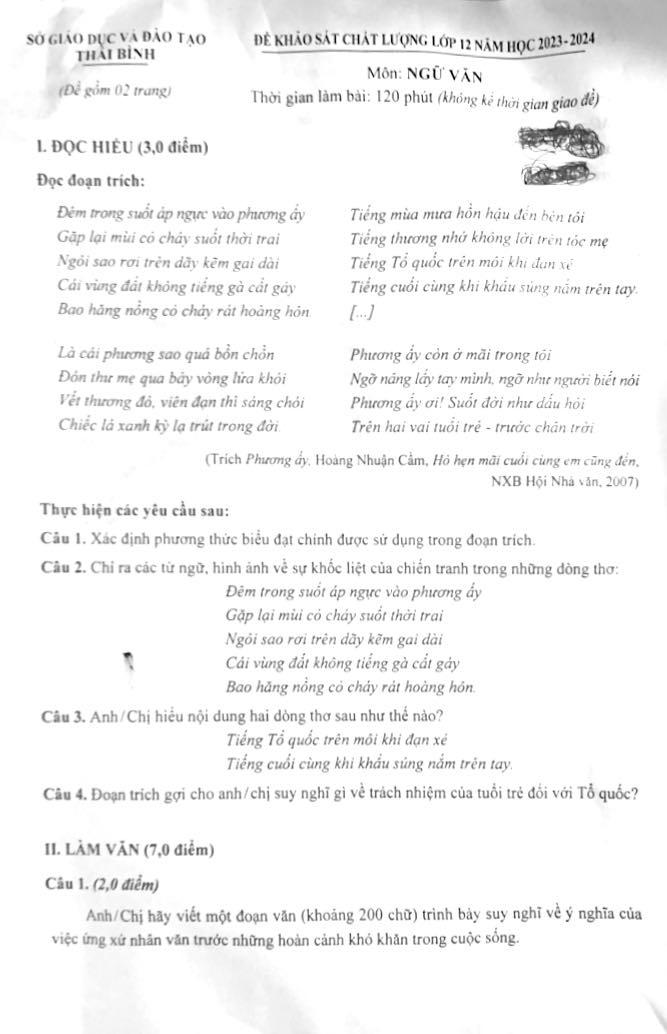 SỞ GIÁO DỤC VÀ ĐÀO TẠO
THÁI BÌNH
(Đề gồm 02 trang)
ĐỀ KHẢO SÁT CHẤT LƯỢNG LỚP 12 NĂM HỌC 2023-2024
Môn: NGỮ VĂN
Thời gian làm bài: 120 phút (không kể thời gian giao đề)
I. ĐỌC HIỂU (3,0 điểm)
Đọc đoạn trích:
Đêm trong suốt áp ngực vào phương ấy
Gặp lại mùi cỏ cháy suốt thời trai
Ngôi sao rơi trên dãy kẽm gai dài
Cái vùng đất không tiếng gà cất gáy
Bao hăng nồng cỏ cháy rát hoàng hôn
Là cái phương sao quá bồn chồn
Đón thư mẹ qua bảy vòng lửa khói
Vết thương đỏ, viên đạn thì sáng chói
Chiếc lá xanh kỳ lạ trút trong đời
Tiếng mùa mưa hồn hậu đến bên tôi
Tiếng thương nhớ không lời trên tóc mẹ
Tiếng Tổ quốc trên môi khi đạn xé
Tiếng cuối cùng khi khẩu súng nắm trên tay.
[...]
Phương ấy còn ở mãi trong tôi
Ngỡ nâng lấy tay mình, ngỡ như người biết nói
Phương ấy ơi! Suốt đời như dấu hỏi
Trên hai vai tuổi trẻ - trước chân trời
(Trích Phương ấy, Hoàng Nhuận Cầm, Hò hẹn mãi cuối cùng em cũng đến,
NXB Hội Nhà văn, 2007)
Thực hiện các yêu cầu sau:
Câu 1. Xác định phương thức biểu đạt chính được sử dụng trong đoạn trích.
Câu 2. Chỉ ra các từ ngữ, hình ảnh về sự khốc liệt của chiến tranh trong những dòng thơ:
Đêm trong suốt áp ngực vào phương ấy
Gặp lại mùi cỏ cháy suốt thời trai
Ngôi sao rơi trên dãy kẽm gai dài
Cái vùng đất không tiếng gà cất gáy
Bao hăng nồng cỏ cháy rát hoàng hôn.
Câu 3. Anh/Chị hiểu nội dung hai dòng thơ sau như thế nào?
Tiếng Tổ quốc trên môi khi đạn xé
Tiếng cuối cùng khi khẩu súng nắm trên tay.
Câu 4. Đoạn trích gợi cho anh/chị suy nghĩ gì về trách nhiệm của tuổi trẻ đối với Tổ quốc?
II. LÀM VĂN (7,0 điểm)
Câu 1. (2,0 điểm)
Anh/Chị hãy viết một đoạn văn (khoảng 200 chữ) trình bày suy nghĩ về ý nghĩa của
việc ứng xử nhân văn trước những hoàn cảnh khó khăn trong cuộc sống.